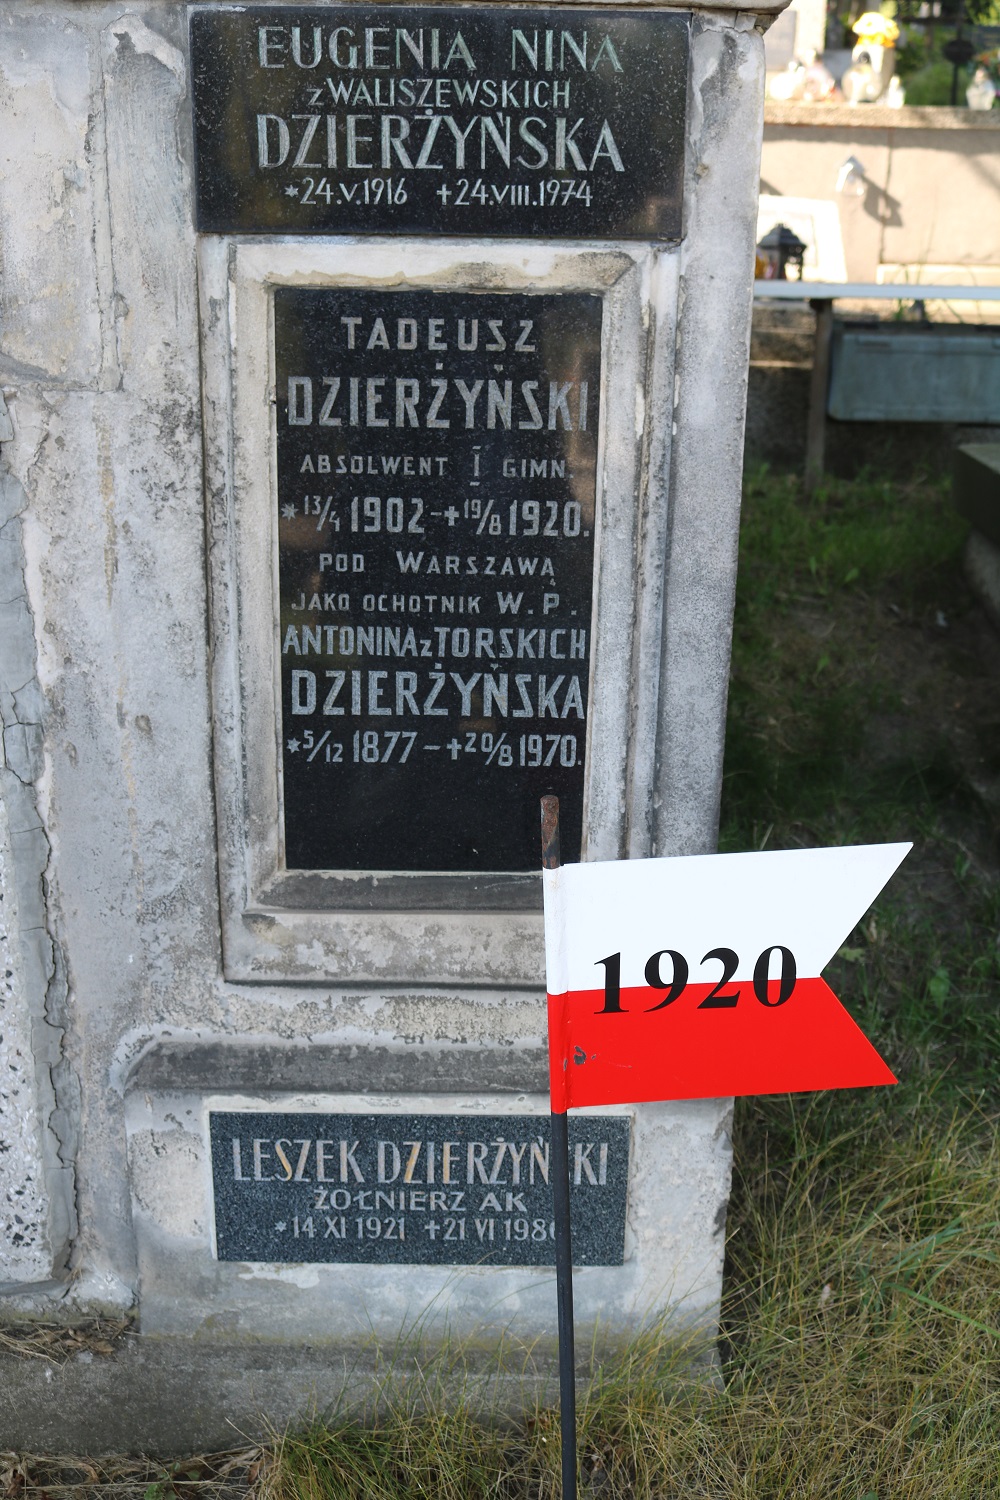 EUGENIA NINA
z WALISZEWSKICH
DZIERŻYŃSKA
*24.V.1916 +24.VIII.1974
TADEUSZ
DZIERŻYŃSKI
ABSOLWENT I GIMN.
*13/4 1902-+19/8 1920.
POD WARSZAWĄ
JAKO OCHOTNIK W.P.
ANTONINA z TORSKICH
DZIERŻYŃSKA
*5/12 1877-+20/8 1970.
1920
LESZEK DZIERŻYŃSKI
ŻOŁNIERZ AK
*14 XI 1921 +21 VI